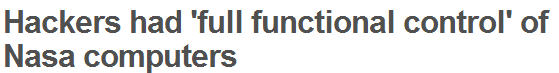 Hackers had 'full functional control' of
Nasa computers